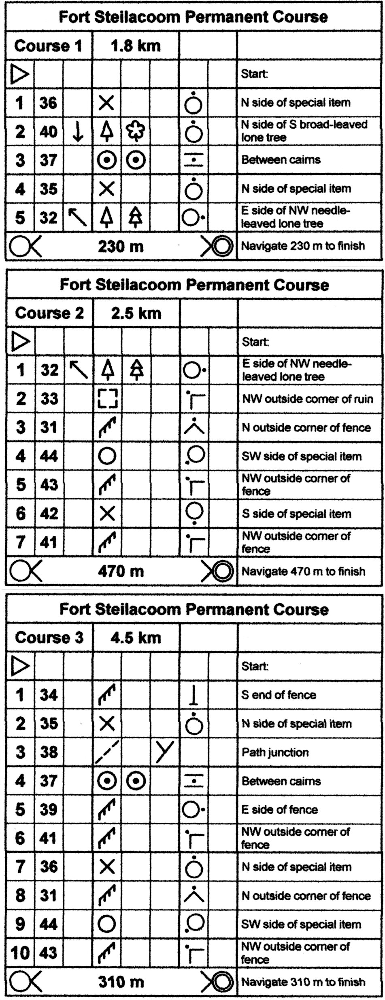 Fort Steilacoom Permanent Course
Course 1 1.8 km
Start:
1 36 N side of special item
2 40 N side of S broad-leaved
lone tree
3 37 Between cairns
4 35 N side of special item
5 32 E side of NW needle-
leaved lone tree
230 m Navigate 230 m to finish
Fort Steilacoom Permanent Course
Course 2 2.5 km
Start:
1 32 E side of NW needle-
leaved lone tree
2 33 NW outside corner of ruin
3 31 N outside corner of fence
4 44 SW side of special item
5 43 NW outside corner of
fence
6 42 S side of special item
7 41 NW outside corner of
fence
470 m Navigate 470 m to finish
Fort Steilacoom Permanent Course
Course 3 4.5 km
Start:
1 34 S end of fence
2 35 N side of special item
3 38 Path junction
4 37 Between cairns
5 39 E side of fence
6 41 NW outside corner of
fence
7 36 N side of special item
8 31 N outside corner of fence
9 44 SW side of special item
10 43 NW outside corner of
fence
310 m Navigate 310 m to finish